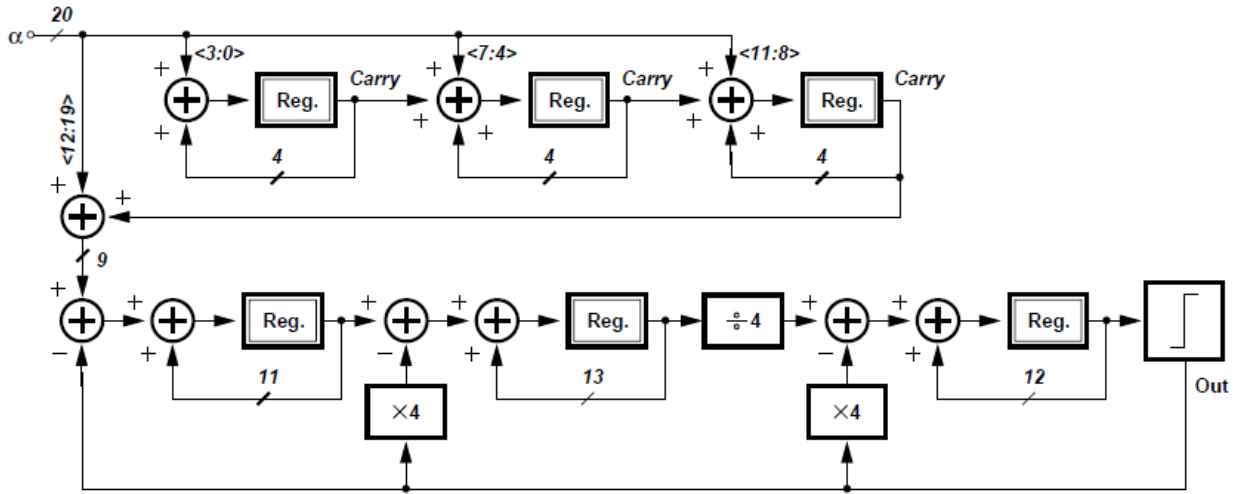 20
α
<3:0>
<7:4>
<11:8>
+ + +
Reg. Carry Reg. Carry Reg. Carry
+ + + + +
4 4 4
<12:19>
+ +
9
+ + + + + +
Reg. Reg. ÷4 Reg.
− + − + − +
11 13 12
×4 ×4
Out